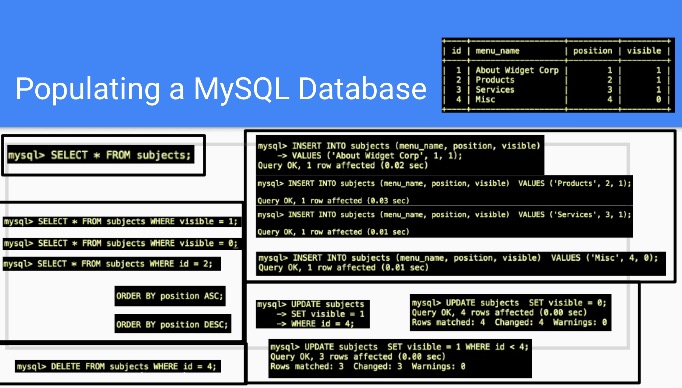 Populating a MySQL Database
| id | menu_name | position | visible |
| 1 | About Widget Corp | 1 | 1 |
| 2 | Products | 2 | 1 |
| 3 | Services | 3 | 1 |
| 4 | Misc | 4 | 0 |
mysql> SELECT * FROM subjects;
mysql> SELECT * FROM subjects WHERE visible = 1;
mysql> SELECT * FROM subjects WHERE visible = 0;
mysql> SELECT * FROM subjects WHERE id = 2;
ORDER BY position ASC;
ORDER BY position DESC;
mysql> DELETE FROM subjects WHERE id = 4;
mysql> INSERT INTO subjects (menu_name, position, visible)
-> VALUES ('About Widget Corp', 1, 1);
Query OK, 1 row affected (0.02 sec)
mysql> INSERT INTO subjects (menu_name, position, visible) VALUES ('Products', 2, 1);
Query OK, 1 row affected (0.03 sec)
mysql> INSERT INTO subjects (menu_name, position, visible) VALUES ('Services', 3, 1);
Query OK, 1 row affected (0.01 sec)
mysql> INSERT INTO subjects (menu_name, position, visible) VALUES ('Misc', 4, 0);
Query OK, 1 row affected (0.01 sec)
mysql> UPDATE subjects
-> SET visible = 1
-> WHERE id = 4;
mysql> UPDATE subjects SET visible = 0;
Query OK, 4 rows affected (0.00 sec)
Rows matched: 4 Changed: 4 Warnings: 0
mysql> UPDATE subjects SET visible = 1 WHERE id < 4;
Query OK, 3 rows affected (0.00 sec)
Rows matched: 3 Changed: 3 Warnings: 0